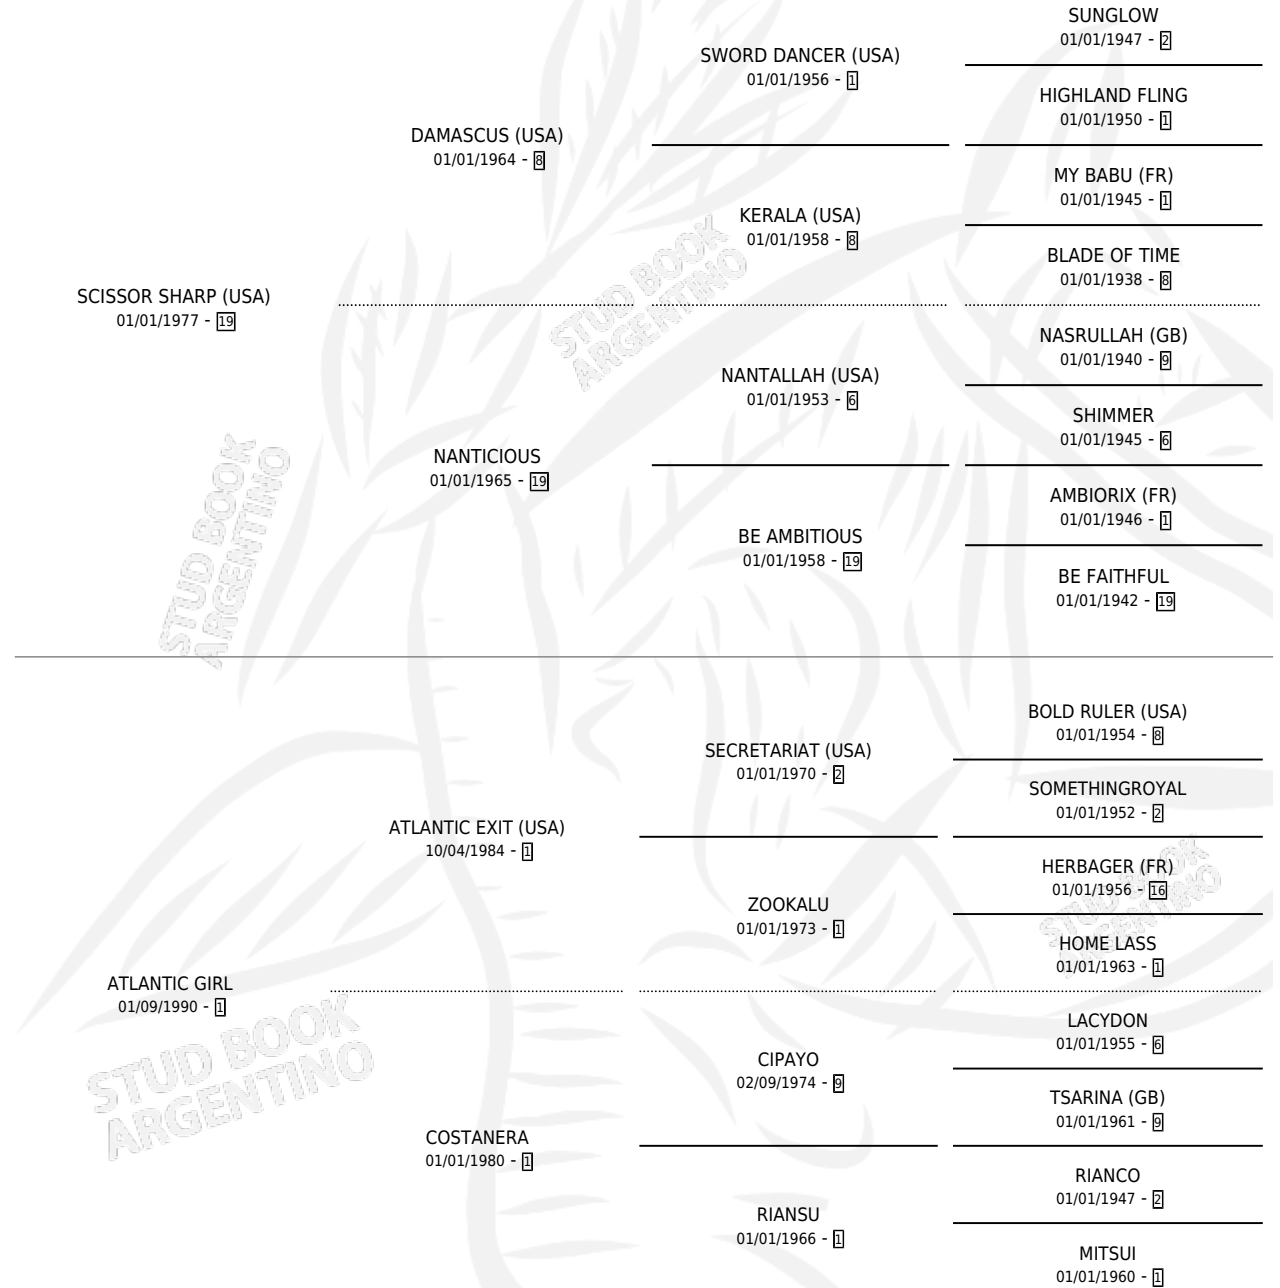 SUNGLOW
01/01/1947 - 2
SWORD DANCER (USA)
01/01/1956 - 1
HIGHLAND FLING
01/01/1950 - 1
DAMASCUS (USA)
01/01/1964 - 8
MY BABU (FR)
01/01/1945 - 1
KERALA (USA)
01/01/1958 - 8
BLADE OF TIME
01/01/1938 - 8
SCISSOR SHARP (USA)
01/01/1977 - 19
STUD BOOK
ARGENTINO
NASRULLAH (GB)
01/01/1940 - 9
NANTALLAH (USA)
01/01/1953 - 6
SHIMMER
01/01/1945 - 6
NANTICIOUS
01/01/1965 - 19
AMBIORIX (FR)
01/01/1946 - 1
BE AMBITIOUS
01/01/1958 - 19
BE FAITHFUL
01/01/1942 - 19
STUD BOOK
ARGENTINO
BOLD RULER (USA)
01/01/1954 - 8
SECRETARIAT (USA)
01/01/1970 - 2
SOMETHINGROYAL
01/01/1952 - 2
ATLANTIC EXIT (USA)
10/04/1984 - 1
HERBAGER (FR)
01/01/1956 - 16
ZOOKALU
01/01/1973 - 1
STUD BOOK
ARGENTINO
HOME LASS
01/01/1963 - 1
ATLANTIC GIRL
01/09/1990 - 1
STUD BOOK
ARGENTINO
LACYDON
01/01/1955 - 6
CIPAYO
02/09/1974 - 9
TSARINA (GB)
01/01/1961 - 9
COSTANERA
01/01/1980 - 1
RIANCO
01/01/1947 - 2
RIANSU
01/01/1966 - 1
MITSUI
01/01/1960 - 1